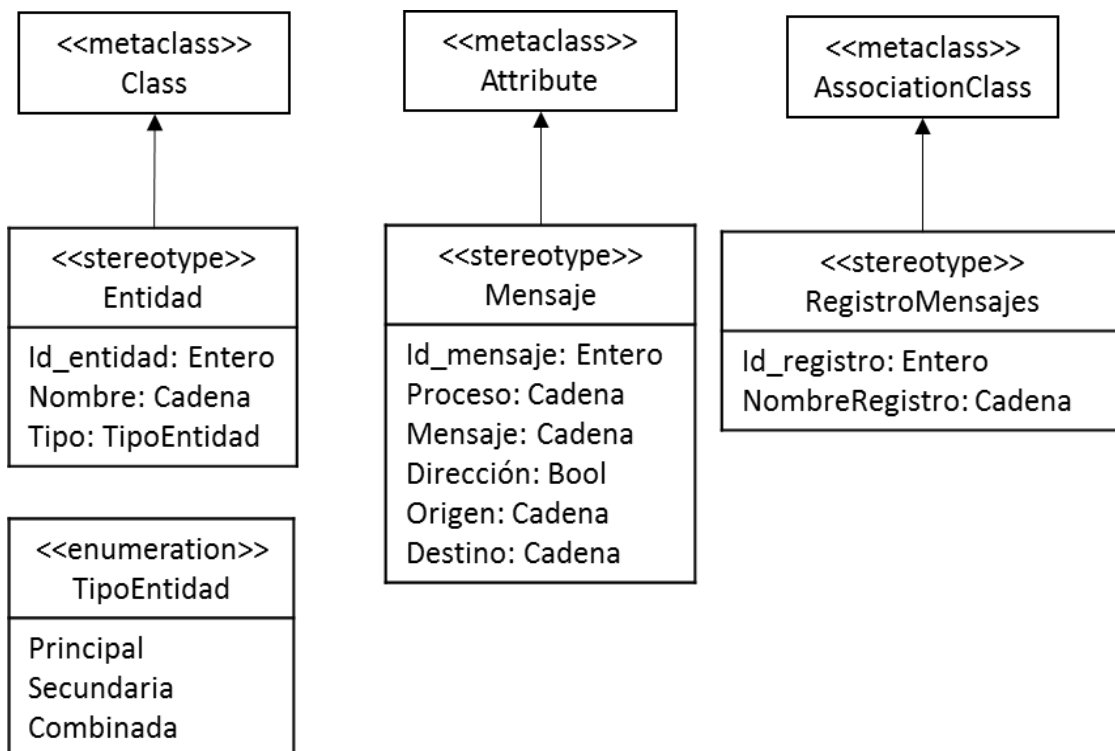 <<metaclass>>
Class
<<metaclass>>
Attribute
<<metaclass>>
AssociationClass
<<stereotype>>
Entidad
Id_entidad: Entero
Nombre: Cadena
Tipo: TipoEntidad
<<stereotype>>
Mensaje
Id_mensaje: Entero
Proceso: Cadena
Mensaje: Cadena
Dirección: Bool
Origen: Cadena
Destino: Cadena
<<stereotype>>
RegistroMensajes
Id_registro: Entero
NombreRegistro: Cadena
<<enumeration>>
TipoEntidad
Principal
Secundaria
Combinada